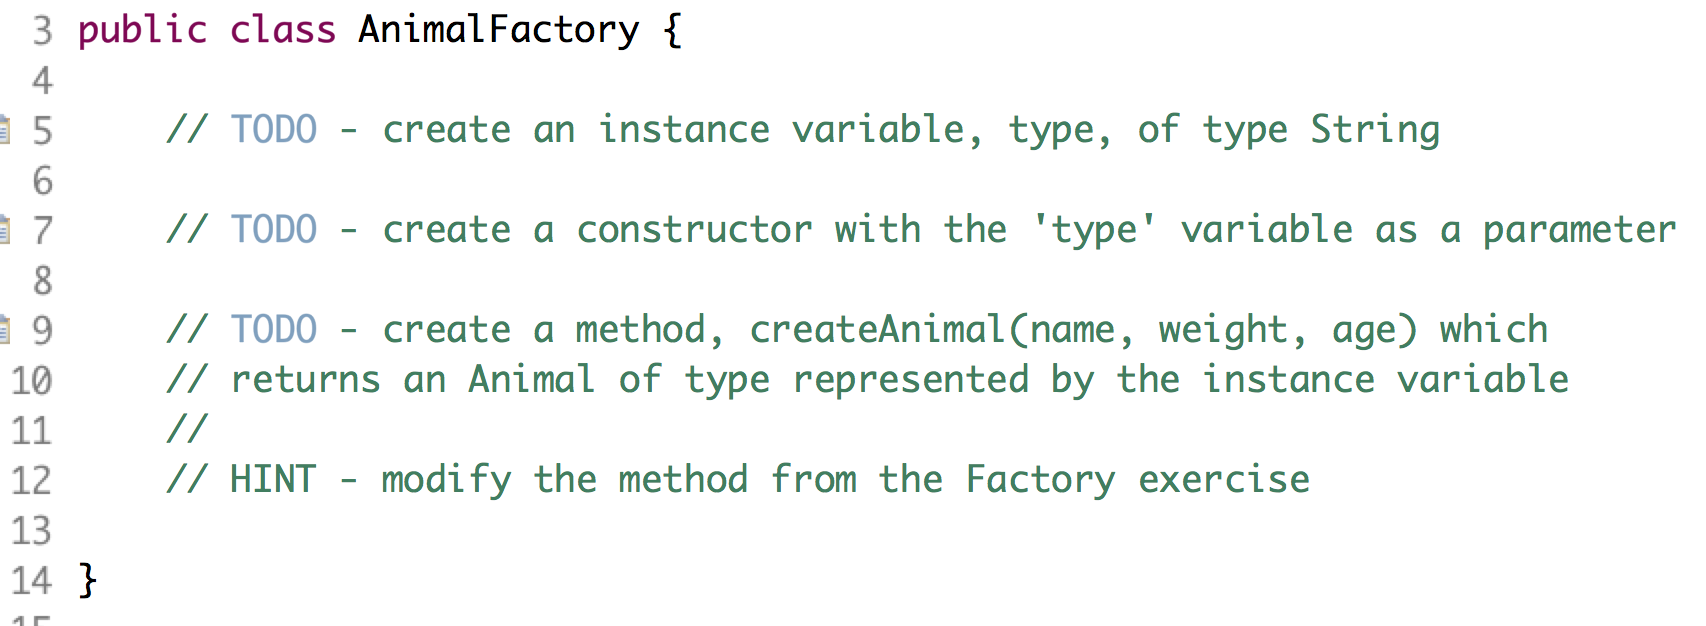 3 public class AnimalFactory {
4
5 // TODO - create an instance variable, type, of type String
6
7 // TODO - create a constructor with the 'type' variable as a parameter
8
9 // TODO - create a method, createAnimal(name, weight, age) which
10 // returns an Animal of type represented by the instance variable
11 //
12 // HINT - modify the method from the Factory exercise
13
14 }